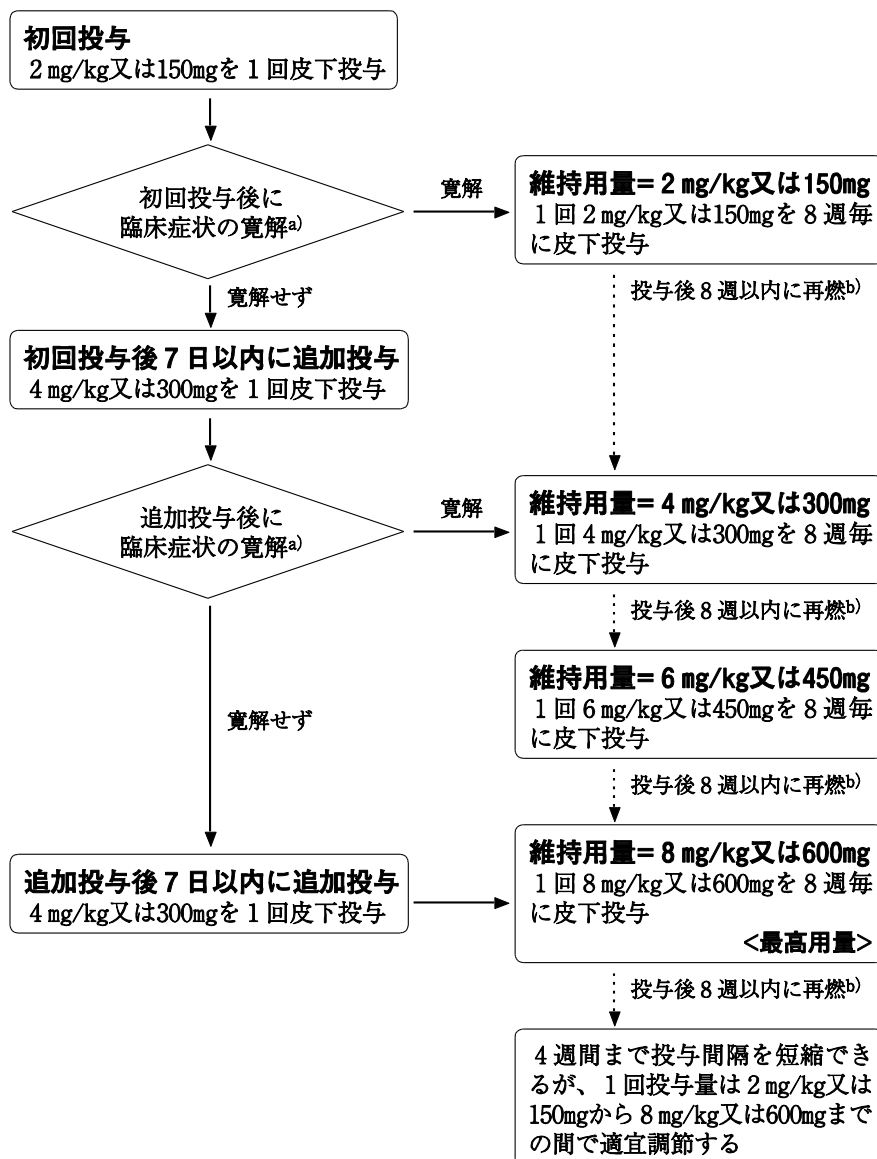 初回投与
2mg/kg又は150mgを1回皮下投与
初回投与後に
臨床症状の寛解a)
寛解
維持用量=2mg/kg又は150mg
1回2mg/kg又は150mgを8週毎
に皮下投与
寛解せず
投与後8週以内に再燃b)
初回投与後7日以内に追加投与
4mg/kg又は300mgを1回皮下投与
追加投与後に
臨床症状の寛解a)
寛解
維持用量=4mg/kg又は300mg
1回4mg/kg又は300mgを8週毎
に皮下投与
投与後8週以内に再燃b)
維持用量=6mg/kg又は450mg
1回6mg/kg又は450mgを8週毎
に皮下投与
寛解せず
投与後8週以内に再燃b)
追加投与後7日以内に追加投与
4mg/kg又は300mgを1回皮下投与
維持用量=8mg/kg又は600mg
1回8mg/kg又は600mgを8週毎
に皮下投与
<最高用量>
投与後8週以内に再燃b)
4週間まで投与間隔を短縮でき
るが、1回投与量は2mg/kg又は
150mgから8mg/kg又は600mgまで
の間で適宜調節する